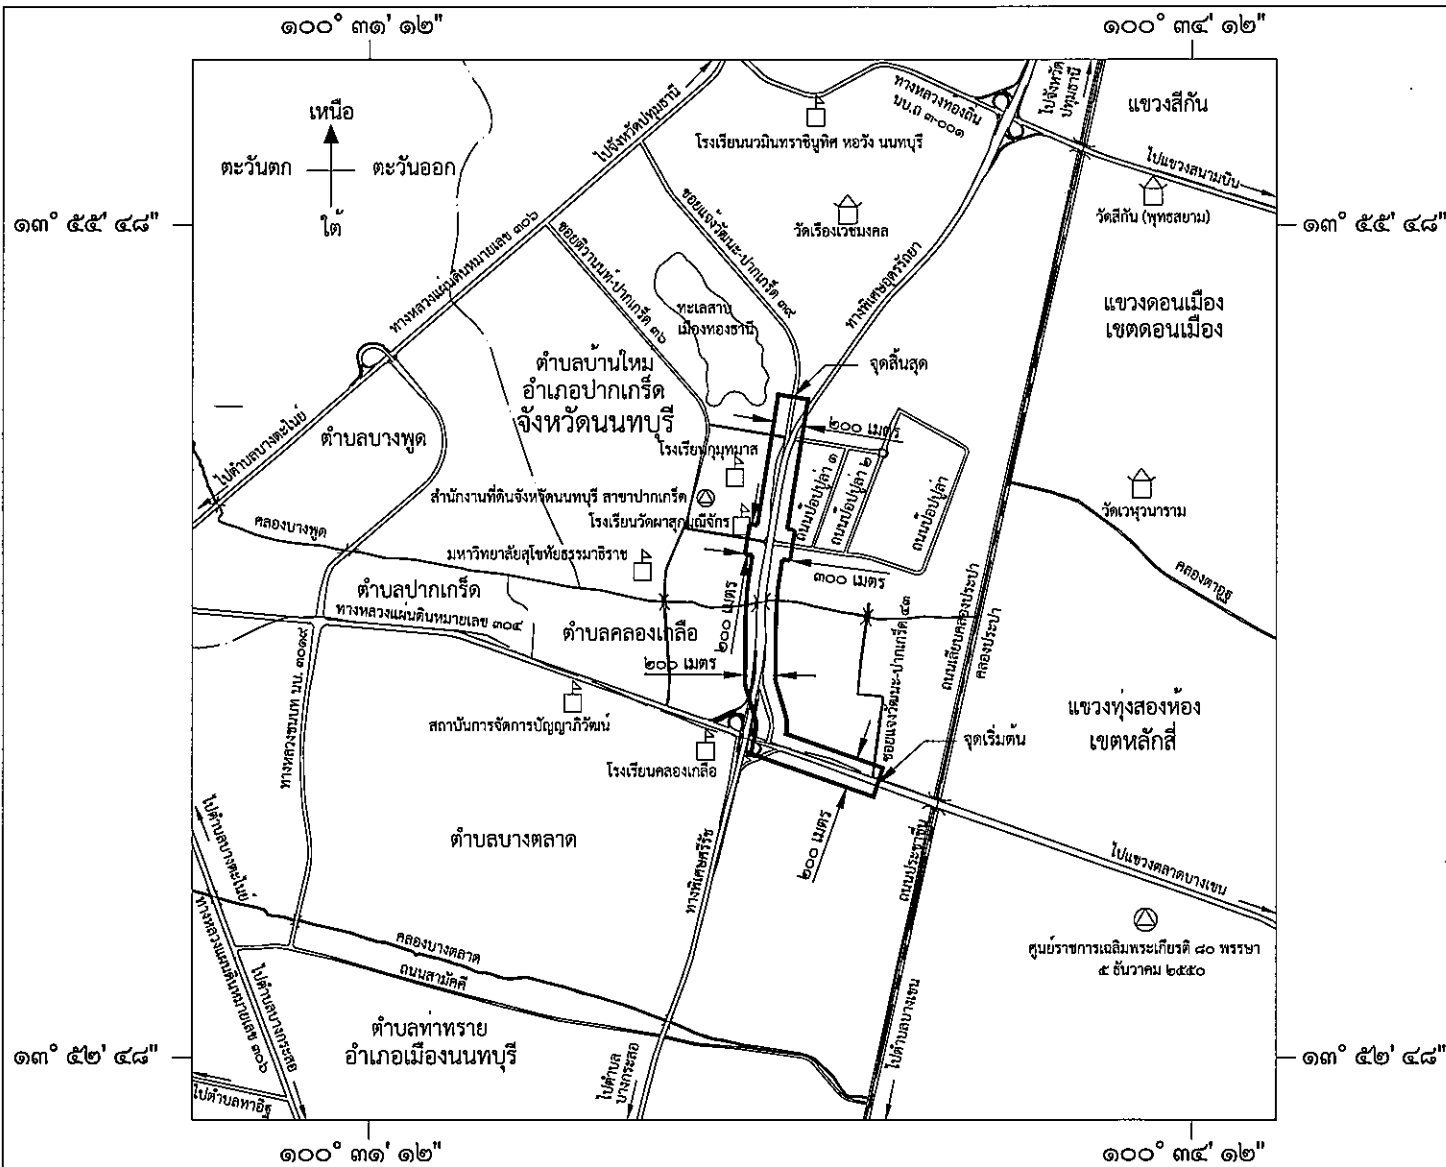 ๑๐๐° ๓๑' ๑๒"
๑๐๐° ๓๔' ๑๒"
เหนือ
ตะวันตก
ตะวันออก
ใต้
๑๓° ๕๕' ๔๘"
๑๓° ๕๕' ๔๘"
ไปจังหวัดปทุมธานี
ทางหลวงท้องถิ่น
นบ.ถ ๓-๐๐๑
ไปจังหวัด
ปทุมธานี
แขวงสีกัน
โรงเรียนนวมินทราชินูทิศ หอวัง นนทบุรี
ไปแขวงสนามบิน
วัดสีกัน (พุทธสยาม)
วัดเรืองเวชมงคล
ทางหลวงแผ่นดินหมายเลข ๓๐๖
ซอยแจ้งวัฒนะ-ปากเกร็ด ๓๙
ซอยติวานนท์-ปากเกร็ด ๓๖
ทางพิเศษอุดรรัถยา
ทะเลสาบ
เมืองทองธานี
แขวงดอนเมือง
เขตดอนเมือง
จุดสิ้นสุด
ตำบลบ้านใหม่
อำเภอปากเกร็ด
จังหวัดนนทบุรี
๒๐๐ เมตร
ตำบลบางพูด
ไปตำบลบางตะไนย์
โรงเรียนกุมุทมาส
สำนักงานที่ดินจังหวัดนนทบุรี สาขาปากเกร็ด
โรงเรียนวัดผาสุกมณีจักร
ถนนป๊อปปูล่า ๑
ถนนป๊อปปูล่า ๒
ถนนป๊อปปูล่า
วัดเวฬุวนาราม
คลองบางพูด
มหาวิทยาลัยสุโขทัยธรรมาธิราช
๓๐๐ เมตร
คลองตาอูฐ
ตำบลปากเกร็ด
ทางหลวงแผ่นดินหมายเลข ๓๐๔
ตำบลคลองเกลือ
๒๐๐ เมตร
๒๐๐ เมตร
ซอยแจ้งวัฒนะ-ปากเกร็ด ๔๓
ถนนเลียบคลองประปา
คลองประปา
ทางหลวงชนบท นบ. ๓๐๑๙
สถาบันการจัดการปัญญาภิวัฒน์
โรงเรียนคลองเกลือ
จุดเริ่มต้น
แขวงทุ่งสองห้อง
เขตหลักสี่
ไปตำบลบางตะไนย์
ตำบลบางตลาด
๒๐๐ เมตร
ทางพิเศษศรีรัช
ถนนประชาชื่น
ไปแขวงตลาดบางเขน
ศูนย์ราชการเฉลิมพระเกียรติ ๘๐ พรรษา
๕ ธันวาคม ๒๕๕๐
คลองบางตลาด
ถนนสามัคคี
ทางหลวงแผ่นดินหมายเลข ๓๐๖
ไปตำบลบางกระสอ
ตำบลท่าทราย
อำเภอเมืองนนทบุรี
ไปตำบล
บางกระสอ
ไปตำบลบางเขน
๑๓° ๕๒' ๔๘"
๑๓° ๕๒' ๔๘"
ไปตำบลท่าอิฐ
๑๐๐° ๓๑' ๑๒"
๑๐๐° ๓๔' ๑๒"